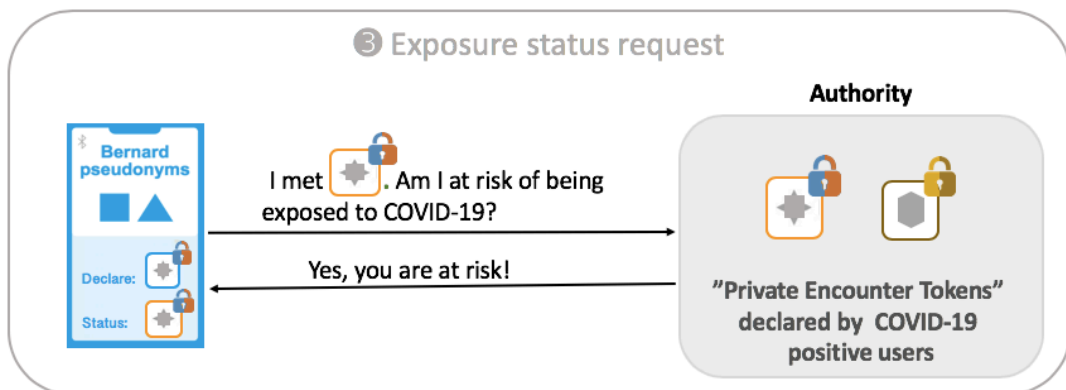 ❸ Exposure status request
Authority
Bernard
pseudonyms
I met . Am I at risk of being
exposed to COVID-19?
Declare:
Yes, you are at risk!
Status:
”Private Encounter Tokens”
declared by COVID-19
positive users